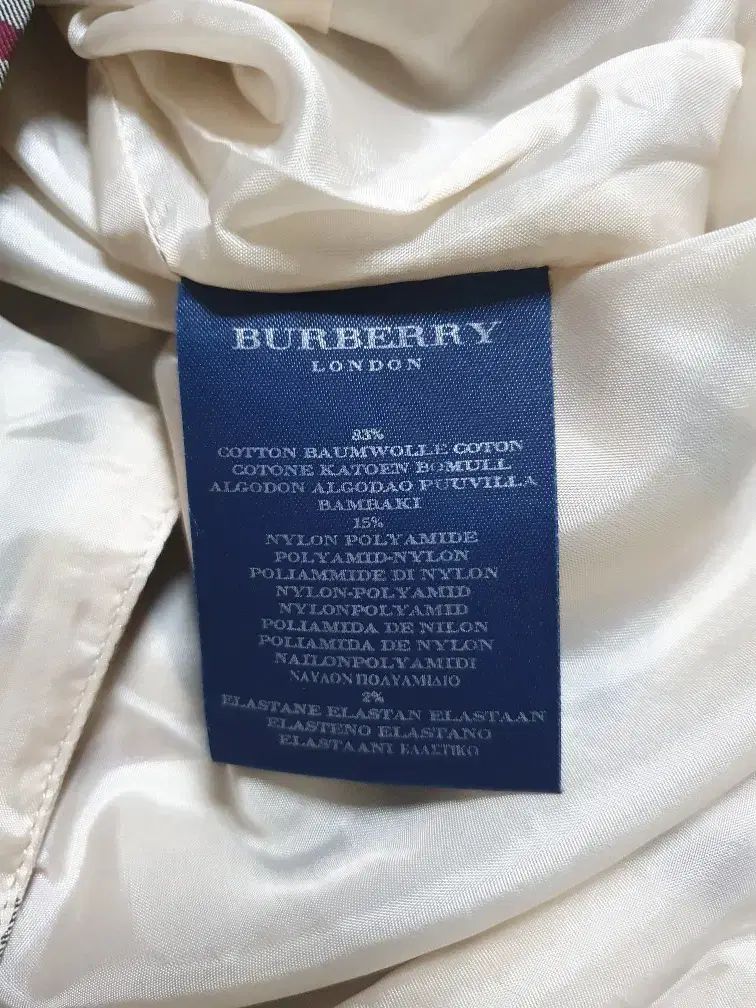 BURBERRY
LONDON
83%
COTTON BAUMWOLLE COTON
COTONE KATOEN BOMULL
ALGODON ALGODAO PUUVILLA
BAMBAKI
15%
NYLON POLYAMIDE
POLYAMID-NYLON
POLIAMMIDE DI NYLON
NYLON-POLYAMID
NYLONPOLYAMID
POLIAMIDA DE NILON
POLIAMIDA DE NYLON
NAILONPOLYAMIDI
ΝΑΥΛΟΝ ΠΟΛΥΑΜΙΔΙΟ
2%
ELASTANE ELASTAN ELASTAAN
ELASTENO ELASTANO
ELASTAANI ΕΛΑΣΤΙΚΟ